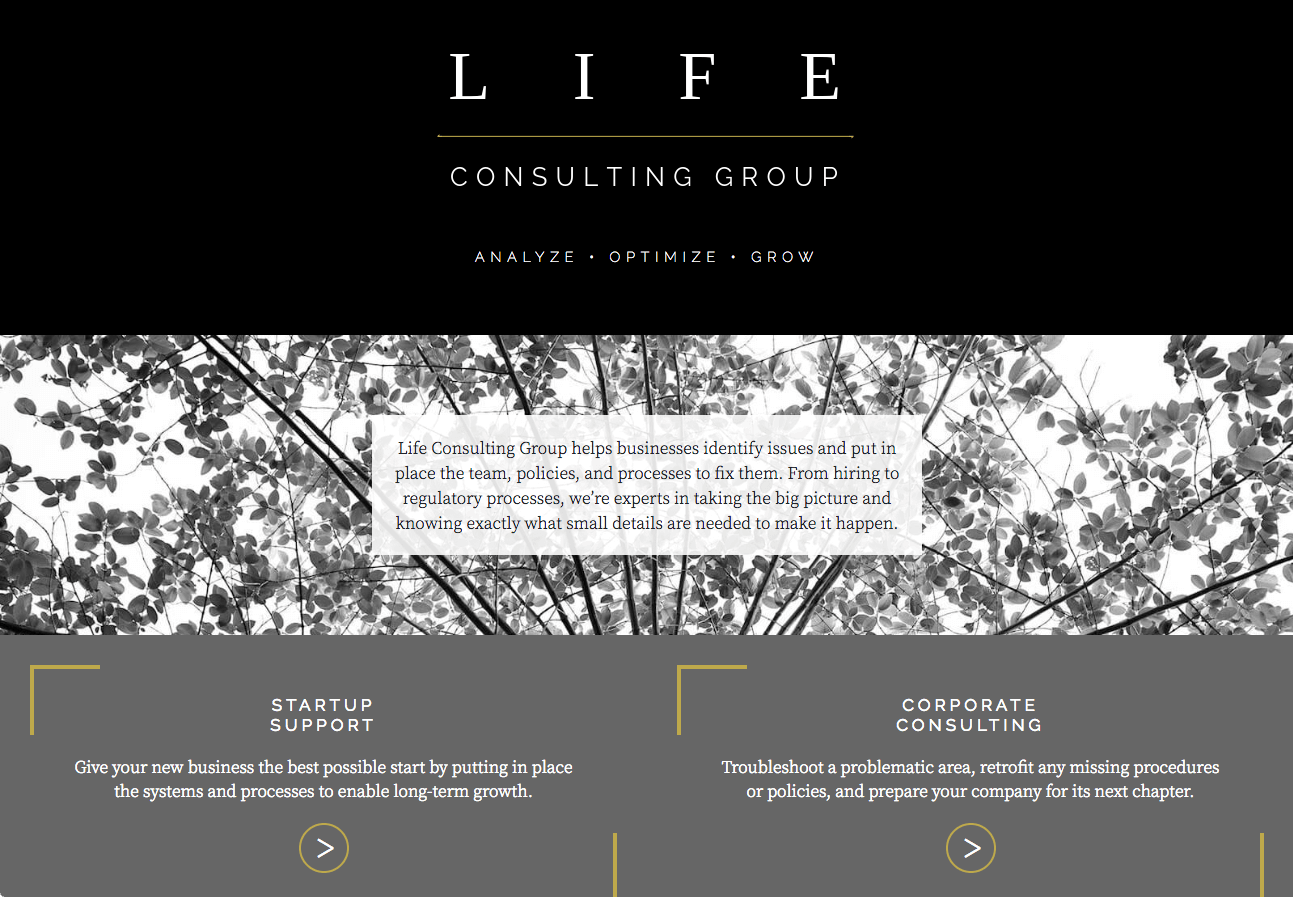 L I F E
CONSULTING GROUP
ANALYZE • OPTIMIZE • GROW
Life Consulting Group helps businesses identify issues and put in
place the team, policies, and processes to fix them. From hiring to
regulatory processes, we’re experts in taking the big picture and
knowing exactly what small details are needed to make it happen.
STARTUP
SUPPORT
Give your new business the best possible start by putting in place
the systems and processes to enable long-term growth.
>
CORPORATE
CONSULTING
Troubleshoot a problematic area, retrofit any missing procedures
or policies, and prepare your company for its next chapter.
>